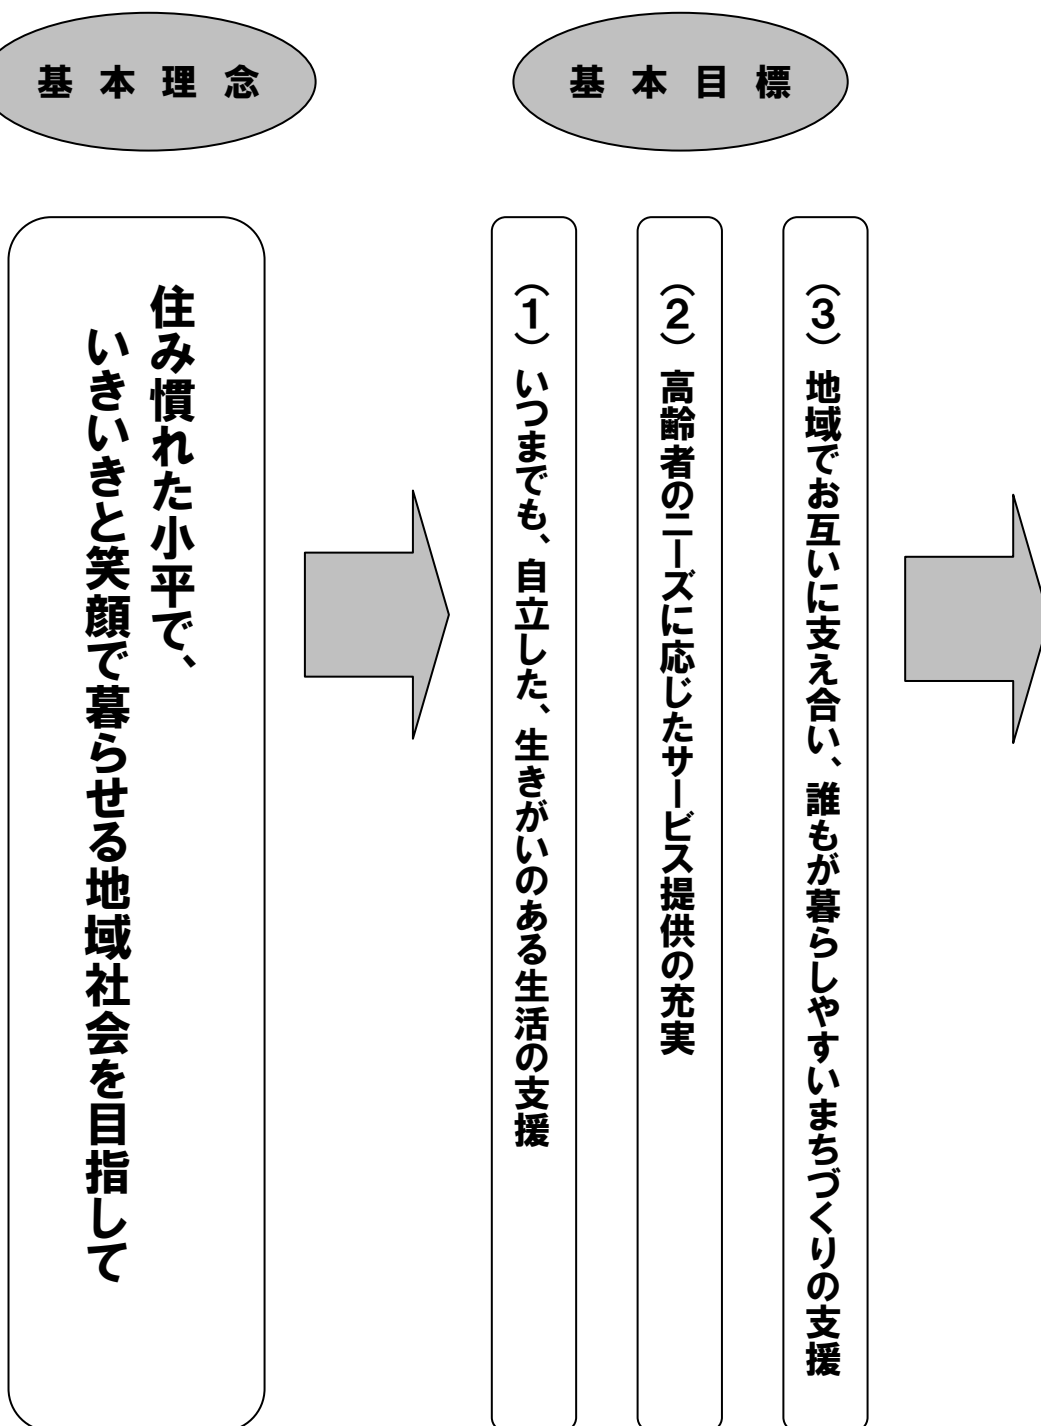 基本理念
基本目標
住み慣れた小平で、
いきいきと笑顔で暮らせる地域社会を目指して
（1）いつまでも、自立した、生きがいのある生活の支援
（2）高齢者のニーズに応じたサービス提供の充実
（3）地域でお互いに支え合い、誰もが暮らしやすいまちづくりの支援